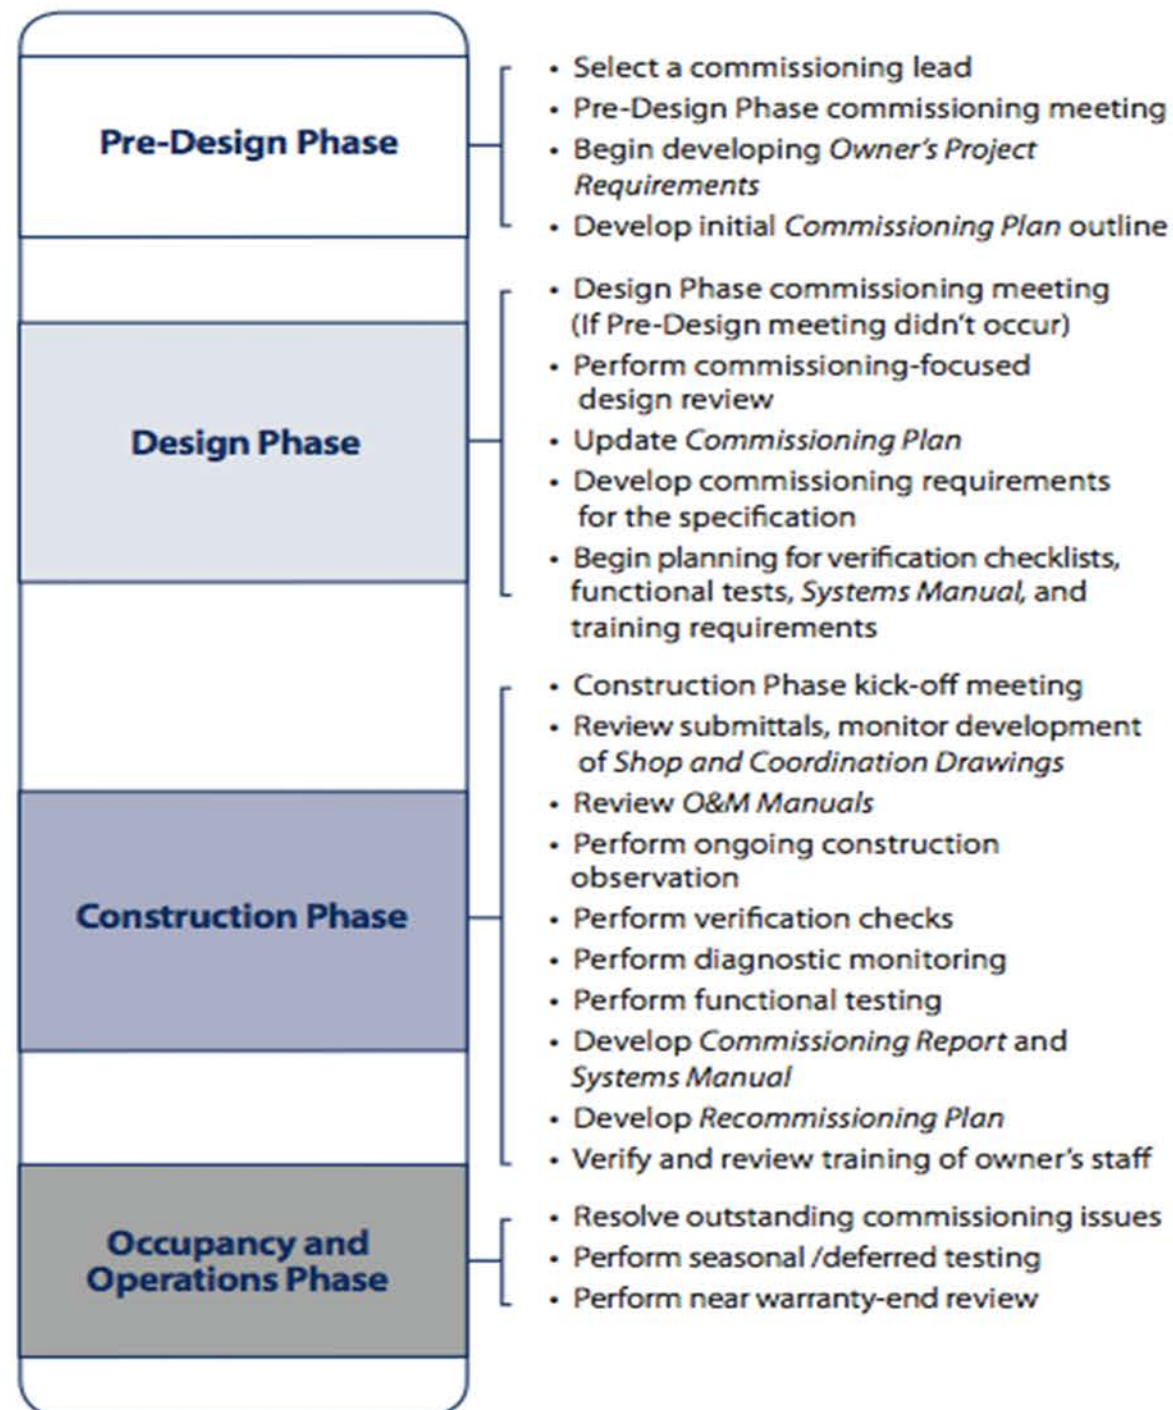 Pre-Design Phase
• Select a commissioning lead
• Pre-Design Phase commissioning meeting
• Begin developing Owner's Project
Requirements
• Develop initial Commissioning Plan outline
Design Phase
• Design Phase commissioning meeting
(If Pre-Design meeting didn't occur)
• Perform commissioning-focused
design review
• Update Commissioning Plan
• Develop commissioning requirements
for the specification
• Begin planning for verification checklists,
functional tests, Systems Manual, and
training requirements
Construction Phase
• Construction Phase kick-off meeting
• Review submittals, monitor development
of Shop and Coordination Drawings
• Review O&M Manuals
• Perform ongoing construction
observation
• Perform verification checks
• Perform diagnostic monitoring
• Perform functional testing
• Develop Commissioning Report and
Systems Manual
• Develop Recommissioning Plan
• Verify and review training of owner's staff
Occupancy and
Operations Phase
• Resolve outstanding commissioning issues
• Perform seasonal /deferred testing
• Perform near warranty-end review